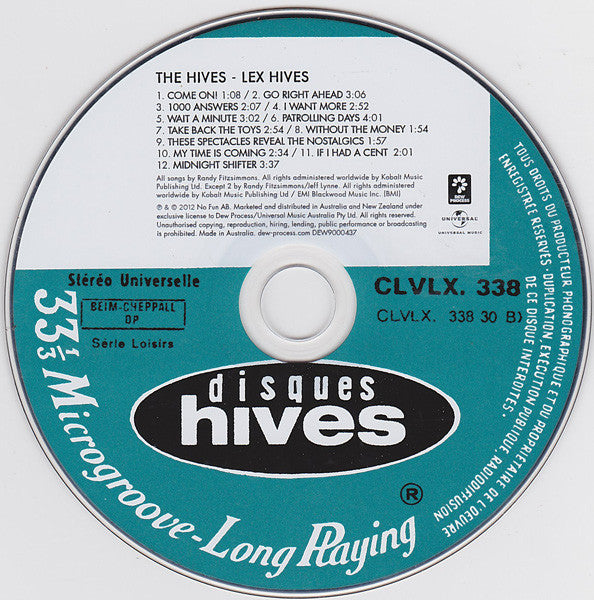 THE HIVES - LEX HIVES
1. COME ON! 1:08 / 2. GO RIGHT AHEAD 3:06
3. 1000 ANSWERS 2:07 / 4. I WANT MORE 2:52
5. WAIT A MINUTE 3:02 / 6. PATROLLING DAYS 4:01
7. TAKE BACK THE TOYS 2:54 / 8. WITHOUT THE MONEY 1:54
9. THESE SPECTACLES REVEAL THE NOSTALGICS 1:57
10. MY TIME IS COMING 2:34 / 11. IF I HAD A CENT 2:01
12. MIDNIGHT SHIFTER 3:37
All songs by Randy Fitzsimmons. All rights administered worldwide by Kobalt Music
Publishing Ltd. Except 2 by Randy Fitzsimmons/Jeff Lynne. All rights administered
worldwide by Kobalt Music Publishing Ltd / EMI Blackwood Music Inc. (BMI)
℗ & © 2012 No Fun AB. Marketed and distributed in Australia and New Zealand under
exclusive license to Dew Process/Universal Music Australia Pty Ltd. All rights reserved.
Unauthorised copying, reproduction, hiring, lending, public performance or broadcasting
is prohibited. Made in Australia. dew-process.com DEW9000437
DEW
PROCESS
UNIVERSAL
UNIVERSAL MUSIC
Stéréo Universelle
BEIM-CHEPPALL
DP
Série Loisirs
CLVLX. 338
CLVLX. 338 30 B)
disques
hives
®
33 1/3 Microgroove-Long Playing
TOUS DROITS DU PRODUCTEUR PHONOGRAPHIQUE ET DU PROPRIETAIRE DE L'OEUVRE
ENREGISTREE RESERVES · DUPLICATION, EXECUTION PUBLIQUE, RADIODIFFUSION
DE CE DISQUE INTERDITES ·